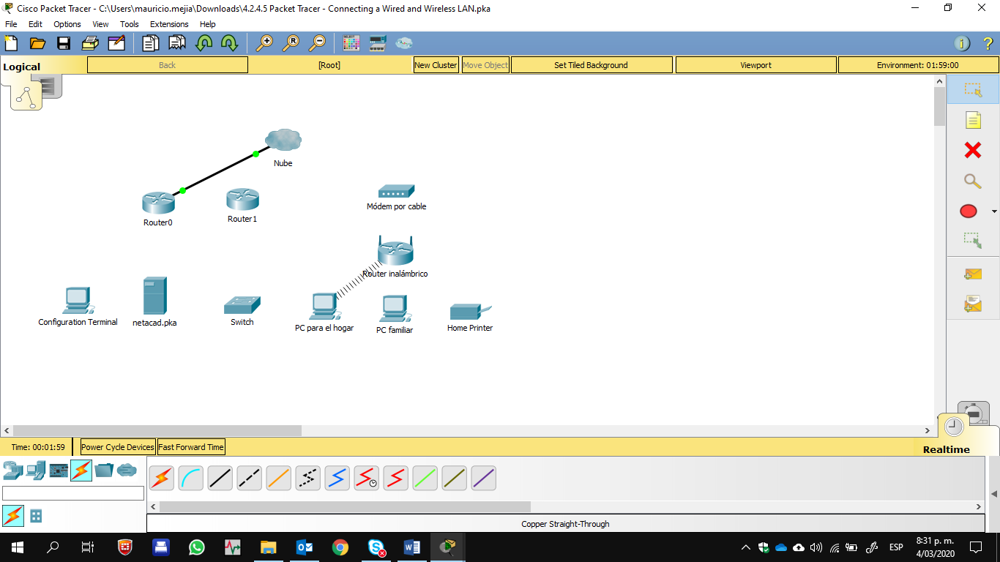 Cisco Packet Tracer - C:\Users\mauricio.mejia\Downloads\4.2.4.5 Packet Tracer - Connecting a Wired and Wireless LAN.pka
File Edit Options View Tools Extensions Help
Logical
Back
[Root]
New Cluster
Move Object
Set Tiled Background
Viewport
Environment: 01:59:00
Nube
Router0
Router1
Módem por cable
Router inalámbrico
Configuration Terminal
netacad.pka
Switch
PC para el hogar
PC familiar
Home Printer
Time: 00:01:59
Power Cycle Devices
Fast Forward Time
Realtime
Copper Straight-Through
ESP
8:31 p. m.
4/03/2020